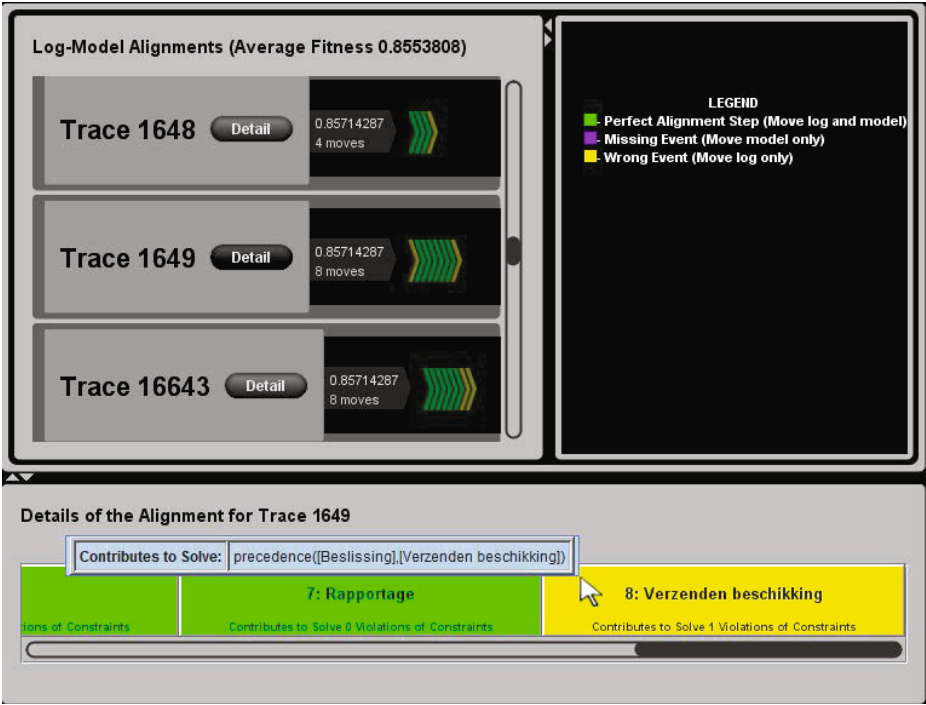 Log-Model Alignments (Average Fitness 0.8553808)
Trace 1648
Detail
0.85714287
4 moves
Trace 1649
Detail
0.85714287
8 moves
Trace 16643
Detail
0.85714287
8 moves
LEGEND
- Perfect Alignment Step (Move log and model)
- Missing Event (Move model only)
- Wrong Event (Move log only)
Details of the Alignment for Trace 1649
Contributes to Solve: precedence([Beslissing],[Verzenden beschikking])
7: Rapportage
8: Verzenden beschikking
ions of Constraints
Contributes to Solve 0 Violations of Constraints
Contributes to Solve 1 Violations of Constraints